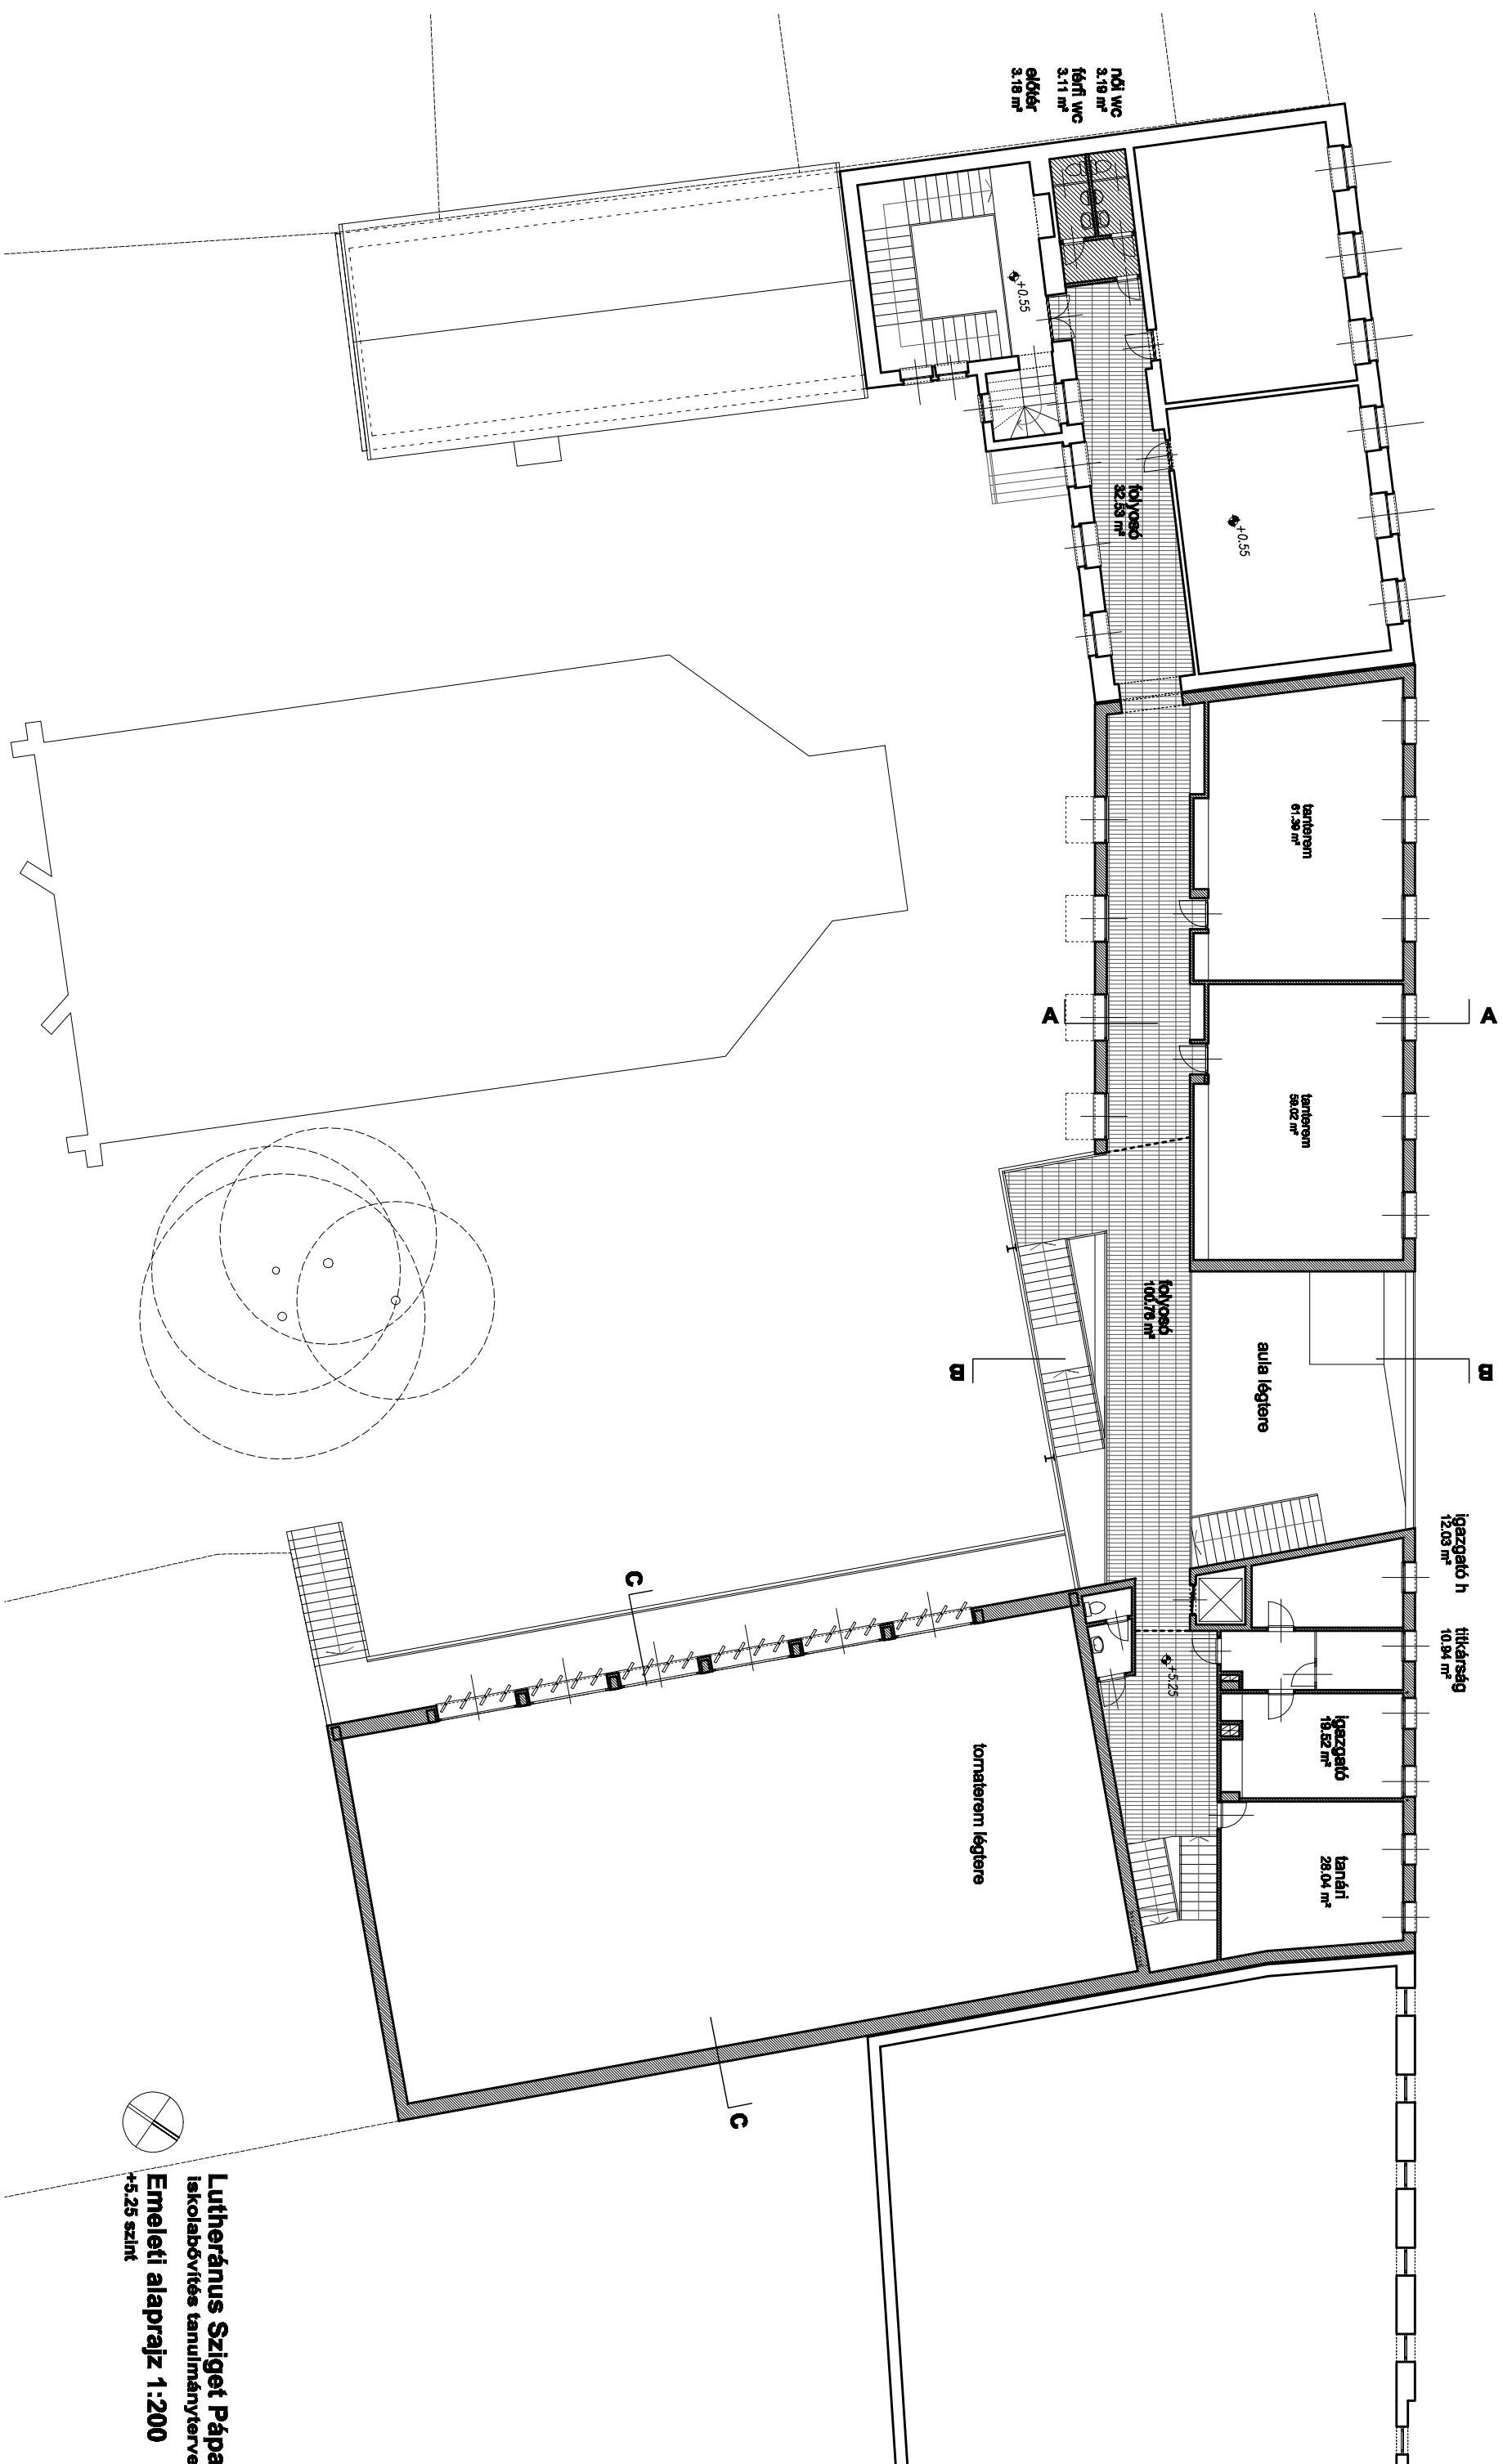 női wc
3.19 m²
férfi wc
3.11 m²
előtér
3.18 m²
+0.55
+0.55
folyosó
32.53 m²
tanterem
61.39 m²
A
A
tanterem
59.02 m²
folyosó
100.76 m²
B
B
aula légtere
igazgató h
12.03 m²
titkárság
10.94 m²
C
+5.25
igazgató
19.52 m²
tornaterem légtere
tanári
28.04 m²
C
Lutheránus Sziget Pápa
iskolabővítés tanulmányterve
Emeleti alaprajz 1:200
+5.25 szint